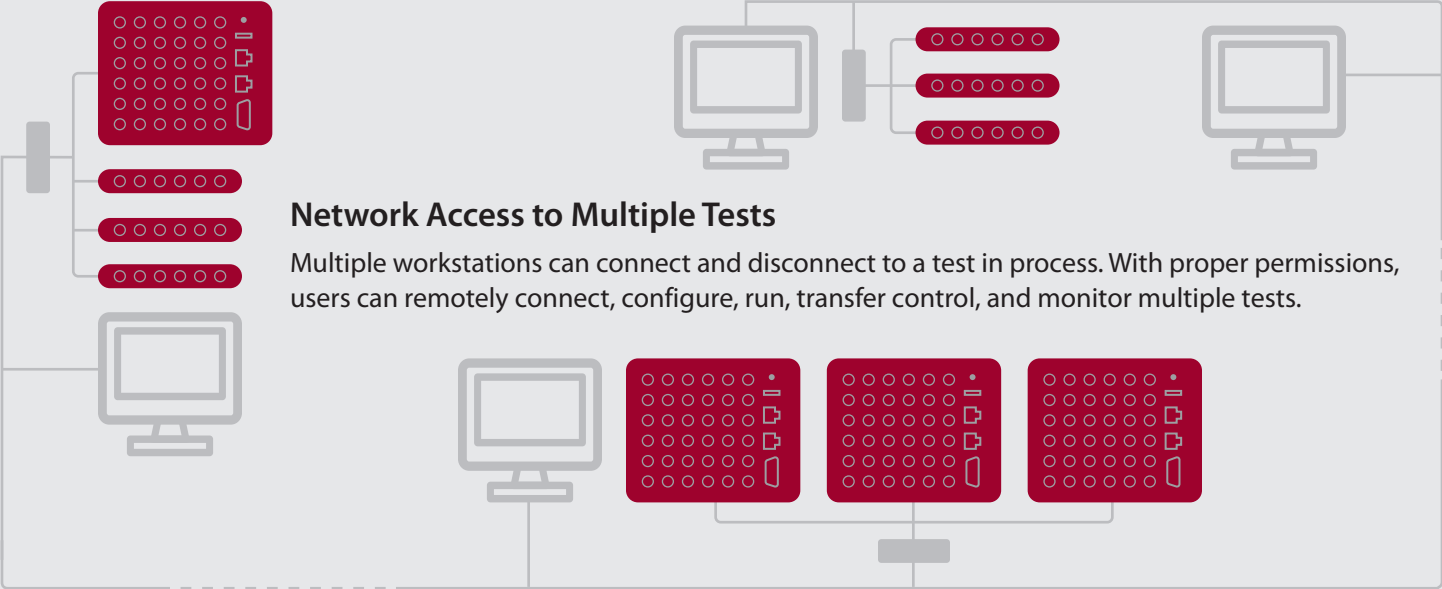 Network Access to Multiple Tests
Multiple workstations can connect and disconnect to a test in process. With proper permissions,
users can remotely connect, configure, run, transfer control, and monitor multiple tests.